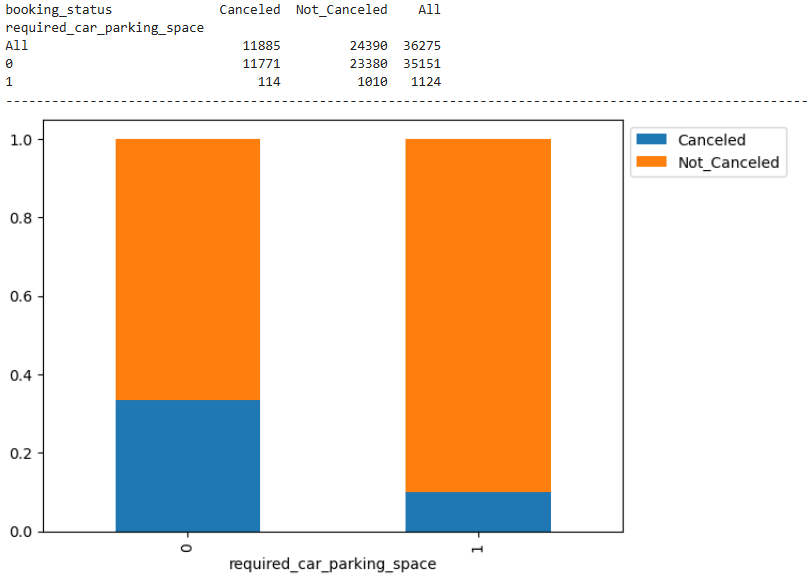 booking_status Canceled Not_Canceled All
required_car_parking_space
All 11885 24390 36275
0 11771 23380 35151
1 114 1010 1124
---------------------------------------------------------------------------------------------------------
1.0
0.8
0.6
0.4
0.2
0.0
0 1
required_car_parking_space
Canceled
Not_Canceled